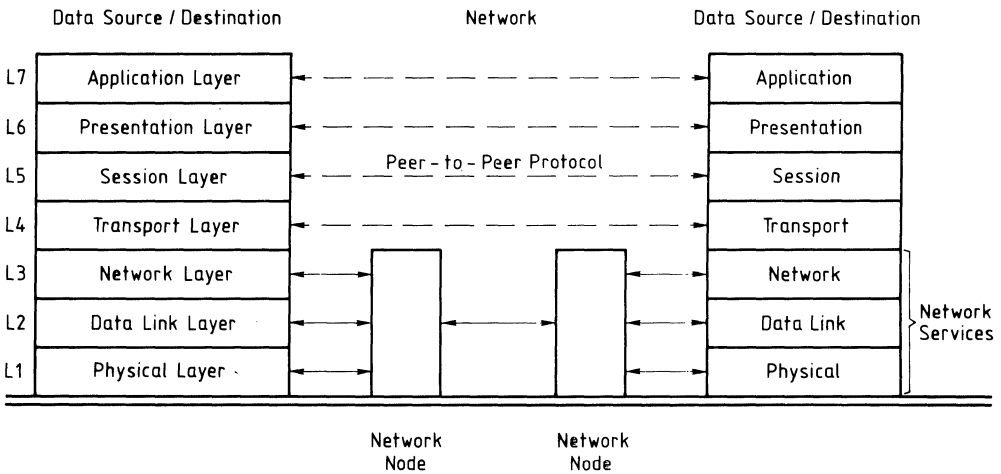 Data Source / Destination
Network
Data Source / Destination
L7
Application Layer
Application
L6
Presentation Layer
Presentation
Peer-to-Peer Protocol
L5
Session Layer
Session
L4
Transport Layer
Transport
L3
Network Layer
Network
L2
Data Link Layer
Data Link
Network
Services
L1
Physical Layer
Physical
Network
Node
Network
Node